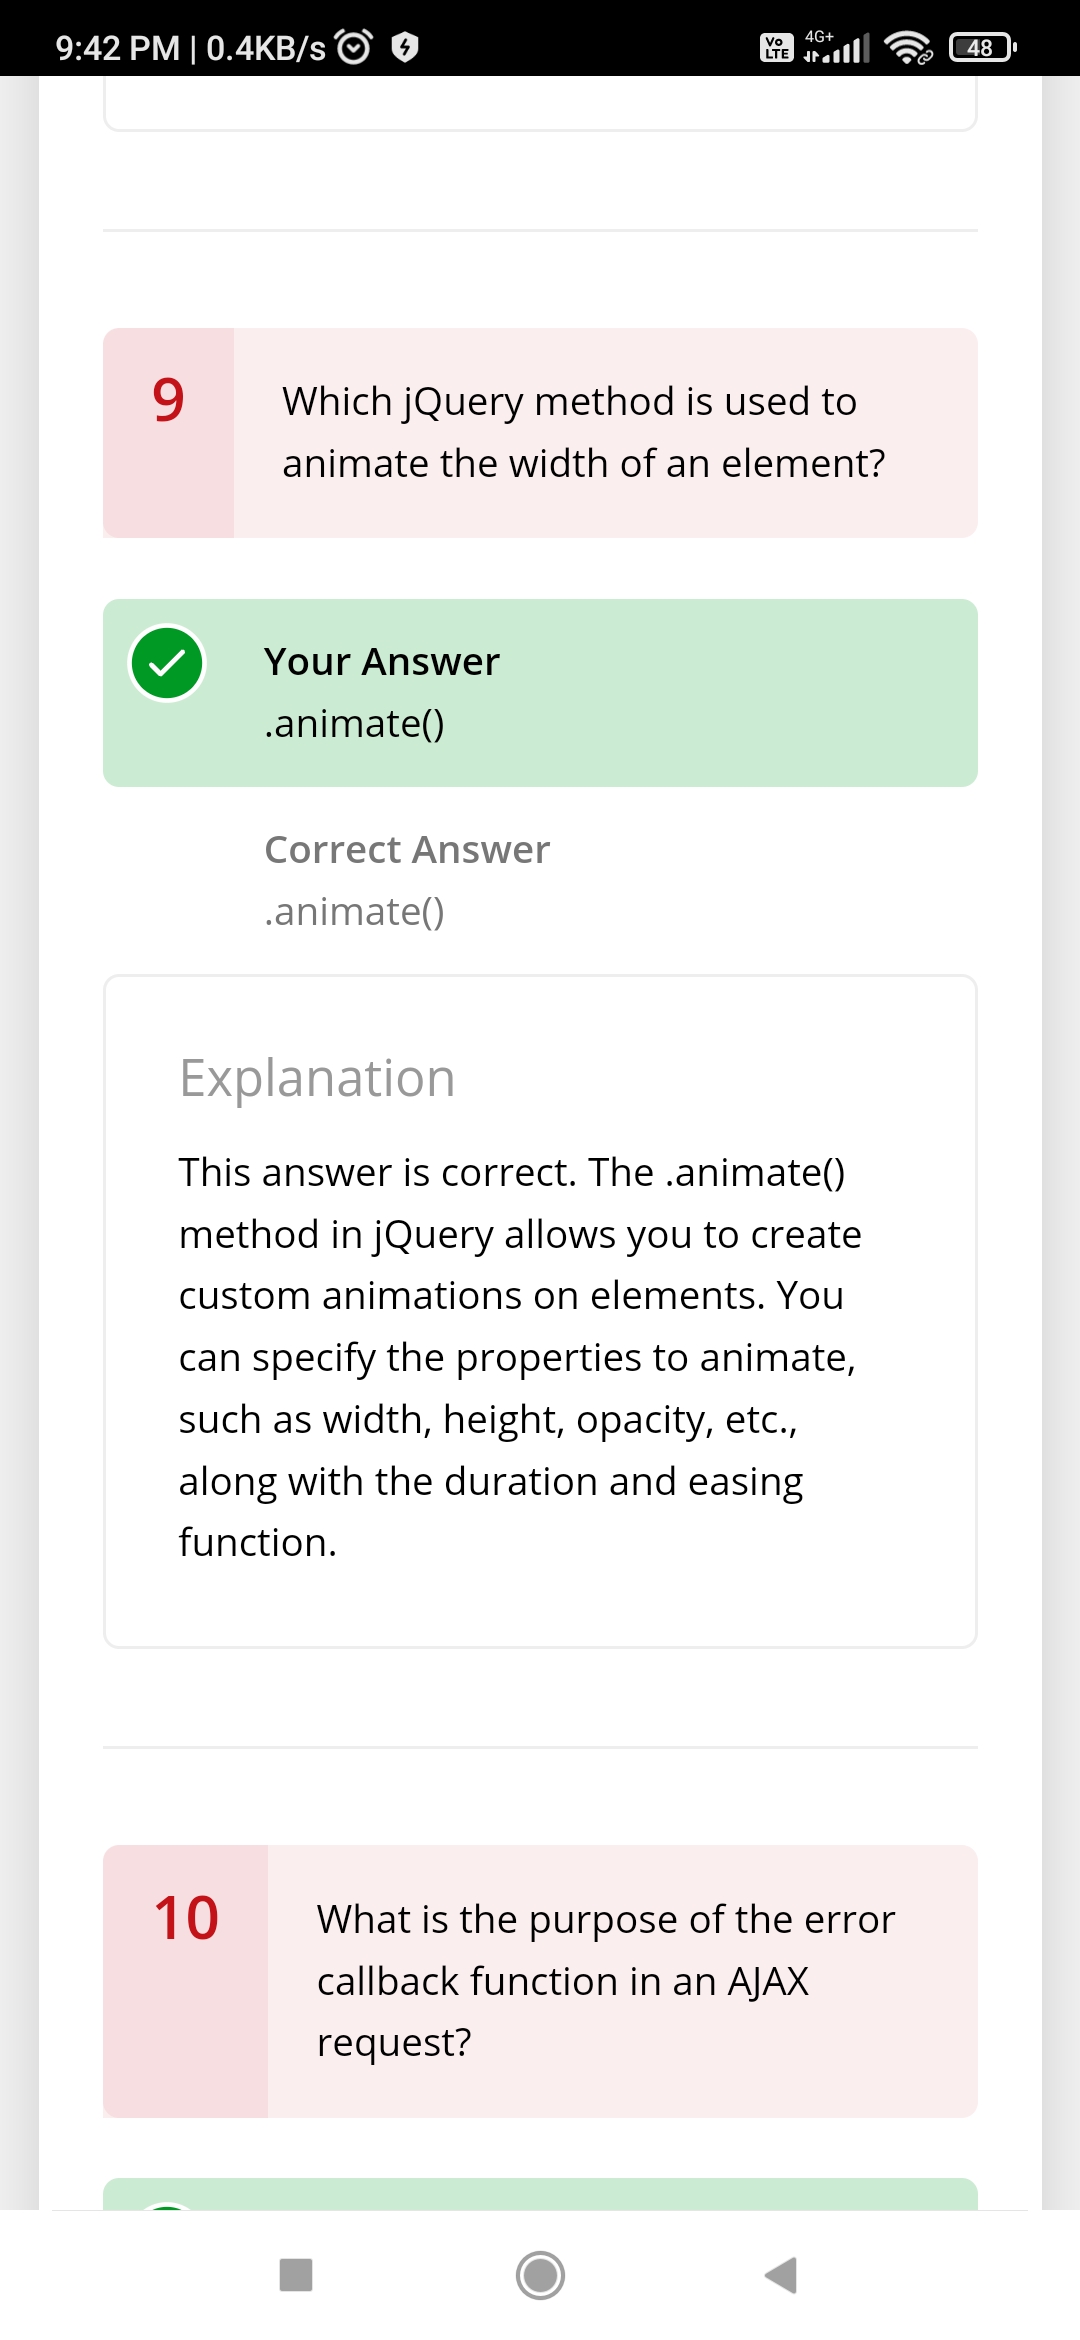 9:42 PM | 0.4KB/s
Vo LTE
4G+
48
9
Which jQuery method is used to
animate the width of an element?
Your Answer
.animate()
Correct Answer
.animate()
Explanation
This answer is correct. The .animate()
method in jQuery allows you to create
custom animations on elements. You
can specify the properties to animate,
such as width, height, opacity, etc.,
along with the duration and easing
function.
10
What is the purpose of the error
callback function in an AJAX
request?